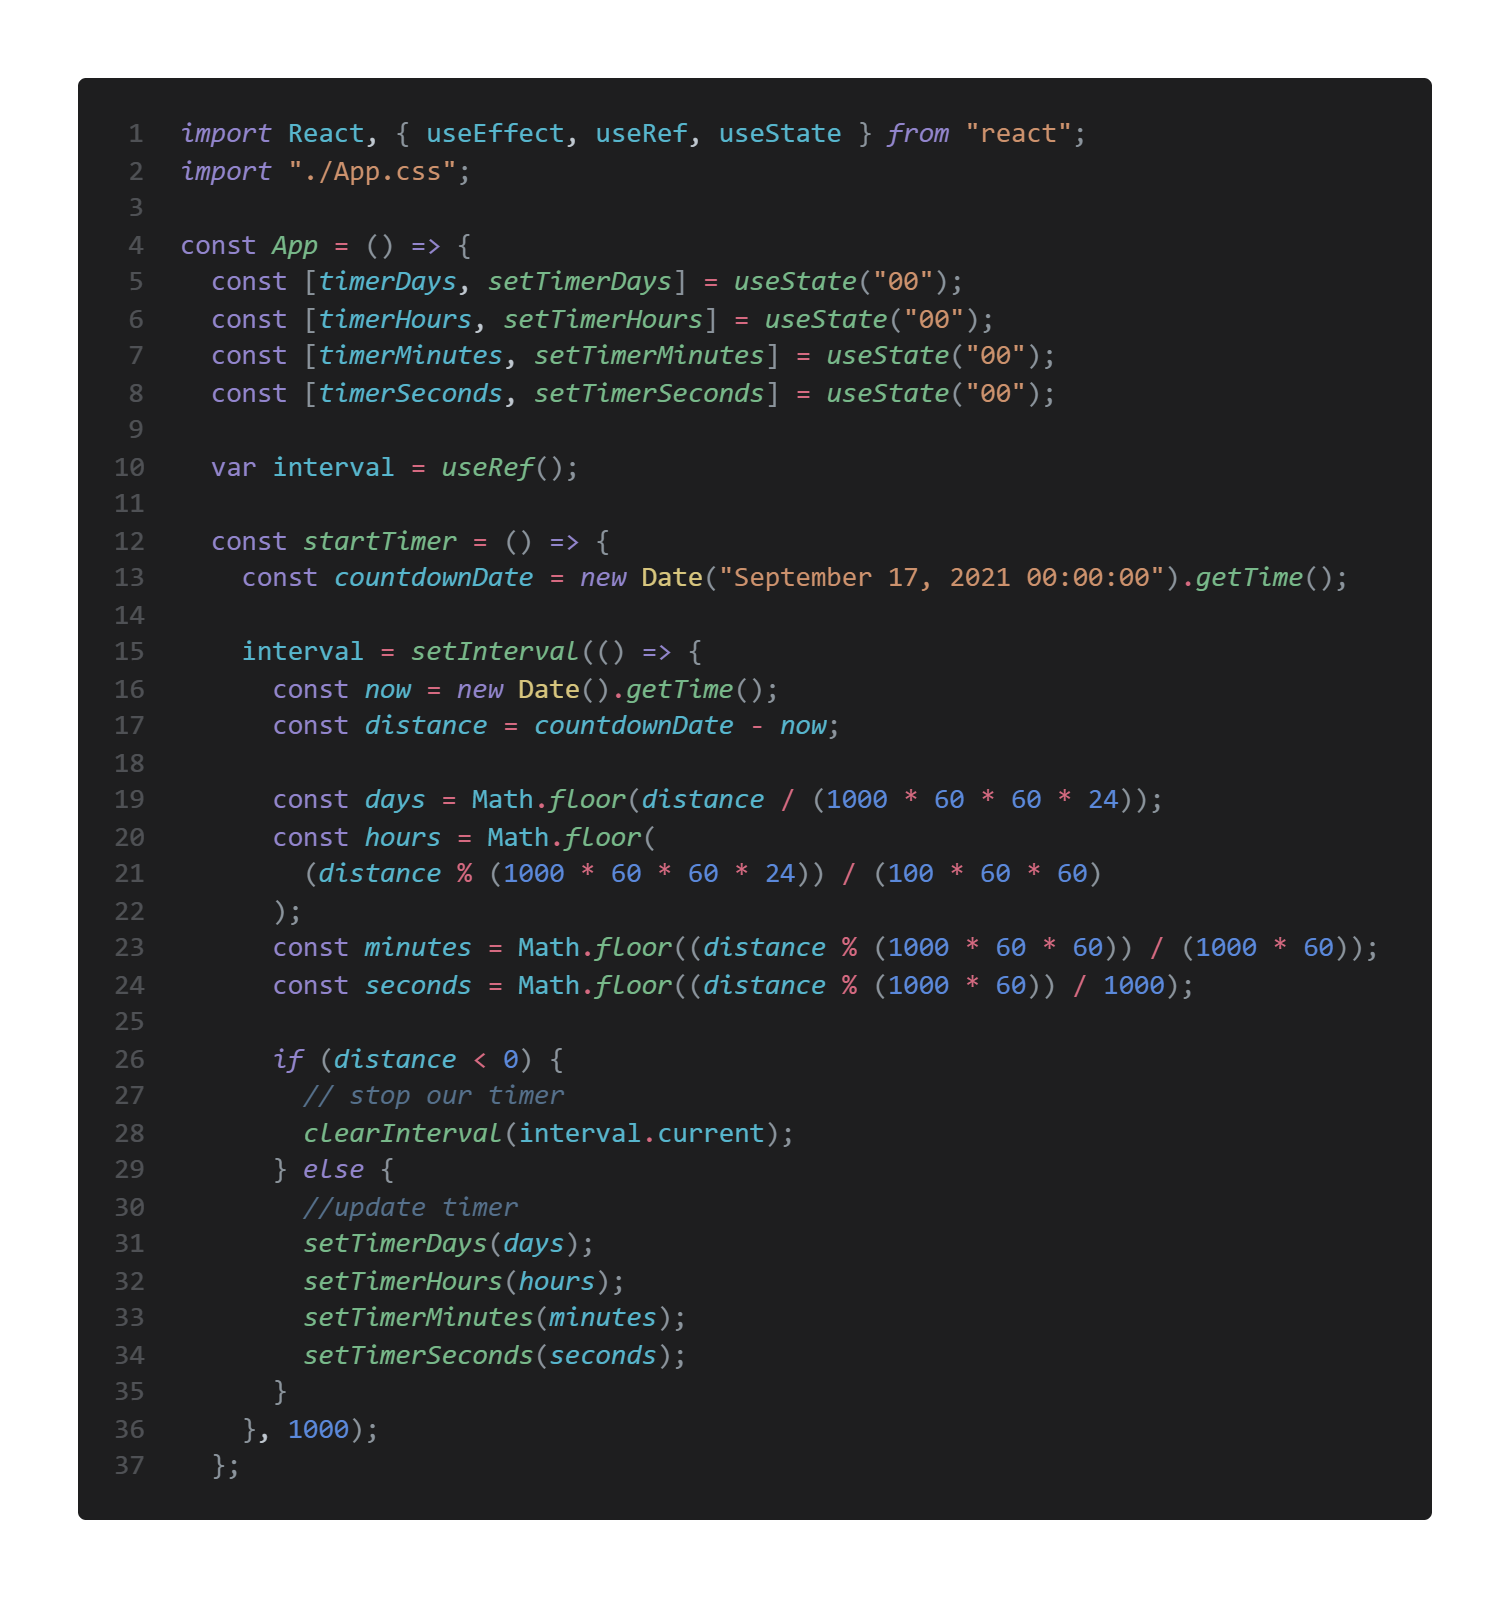 1 import React, { useEffect, useRef, useState } from "react";
2 import "./App.css";
3
4 const App = () => {
5   const [timerDays, setTimerDays] = useState("00");
6   const [timerHours, setTimerHours] = useState("00");
7   const [timerMinutes, setTimerMinutes] = useState("00");
8   const [timerSeconds, setTimerSeconds] = useState("00");
9
10   var interval = useRef();
11
12   const startTimer = () => {
13     const countdownDate = new Date("September 17, 2021 00:00:00").getTime();
14
15     interval = setInterval(() => {
16       const now = new Date().getTime();
17       const distance = countdownDate - now;
18
19       const days = Math.floor(distance / (1000 * 60 * 60 * 24));
20       const hours = Math.floor(
21         (distance % (1000 * 60 * 60 * 24)) / (100 * 60 * 60)
22       );
23       const minutes = Math.floor((distance % (1000 * 60 * 60)) / (1000 * 60));
24       const seconds = Math.floor((distance % (1000 * 60)) / 1000);
25
26       if (distance < 0) {
27         // stop our timer
28         clearInterval(interval.current);
29       } else {
30         //update timer
31         setTimerDays(days);
32         setTimerHours(hours);
33         setTimerMinutes(minutes);
34         setTimerSeconds(seconds);
35       }
36     }, 1000);
37   };